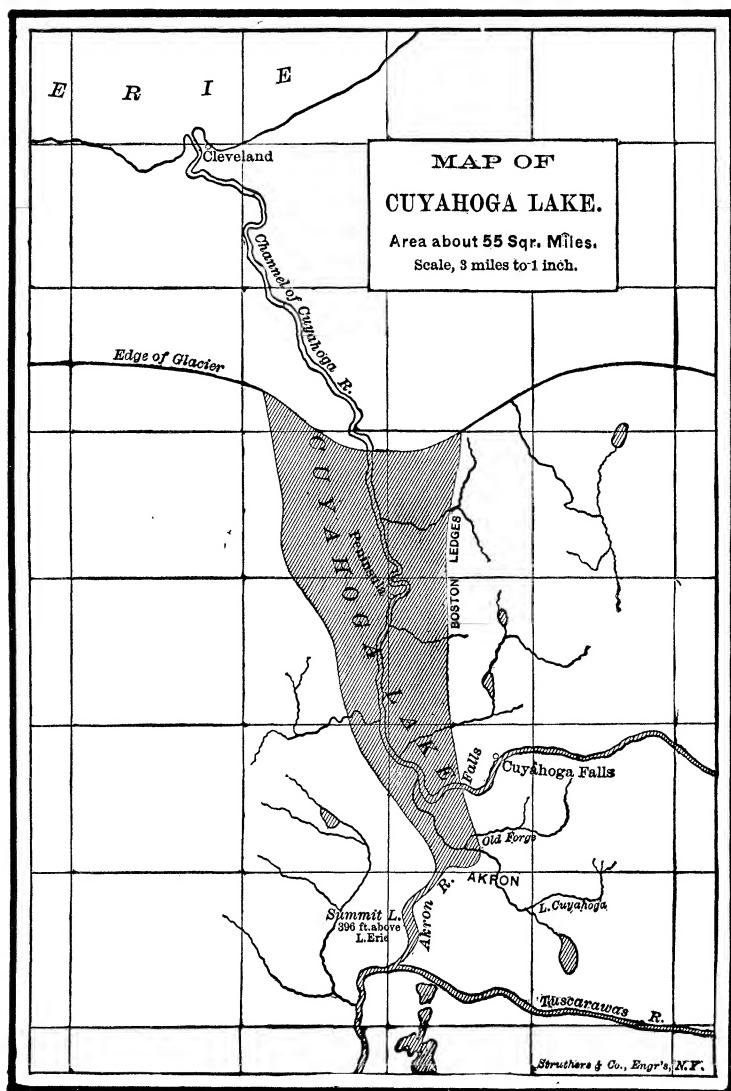 ERIE
Cleveland
MAP OF
CUYAHOGA LAKE.
Area about 55 Sqr. Miles.
Scale, 3 miles to 1 inch.
Channel of Cuyahoga R.
Edge of Glacier
CUYAHOGA LAKE
Peninsula
BOSTON LEDGES
Falls
Cuyahoga Falls
Old Forge
AKRON
L. Cuyahoga
Akron R.
Summit L.
396 ft. above
L. Erie
Tuscarawas R.
Struthers & Co., Engr's, N.Y.